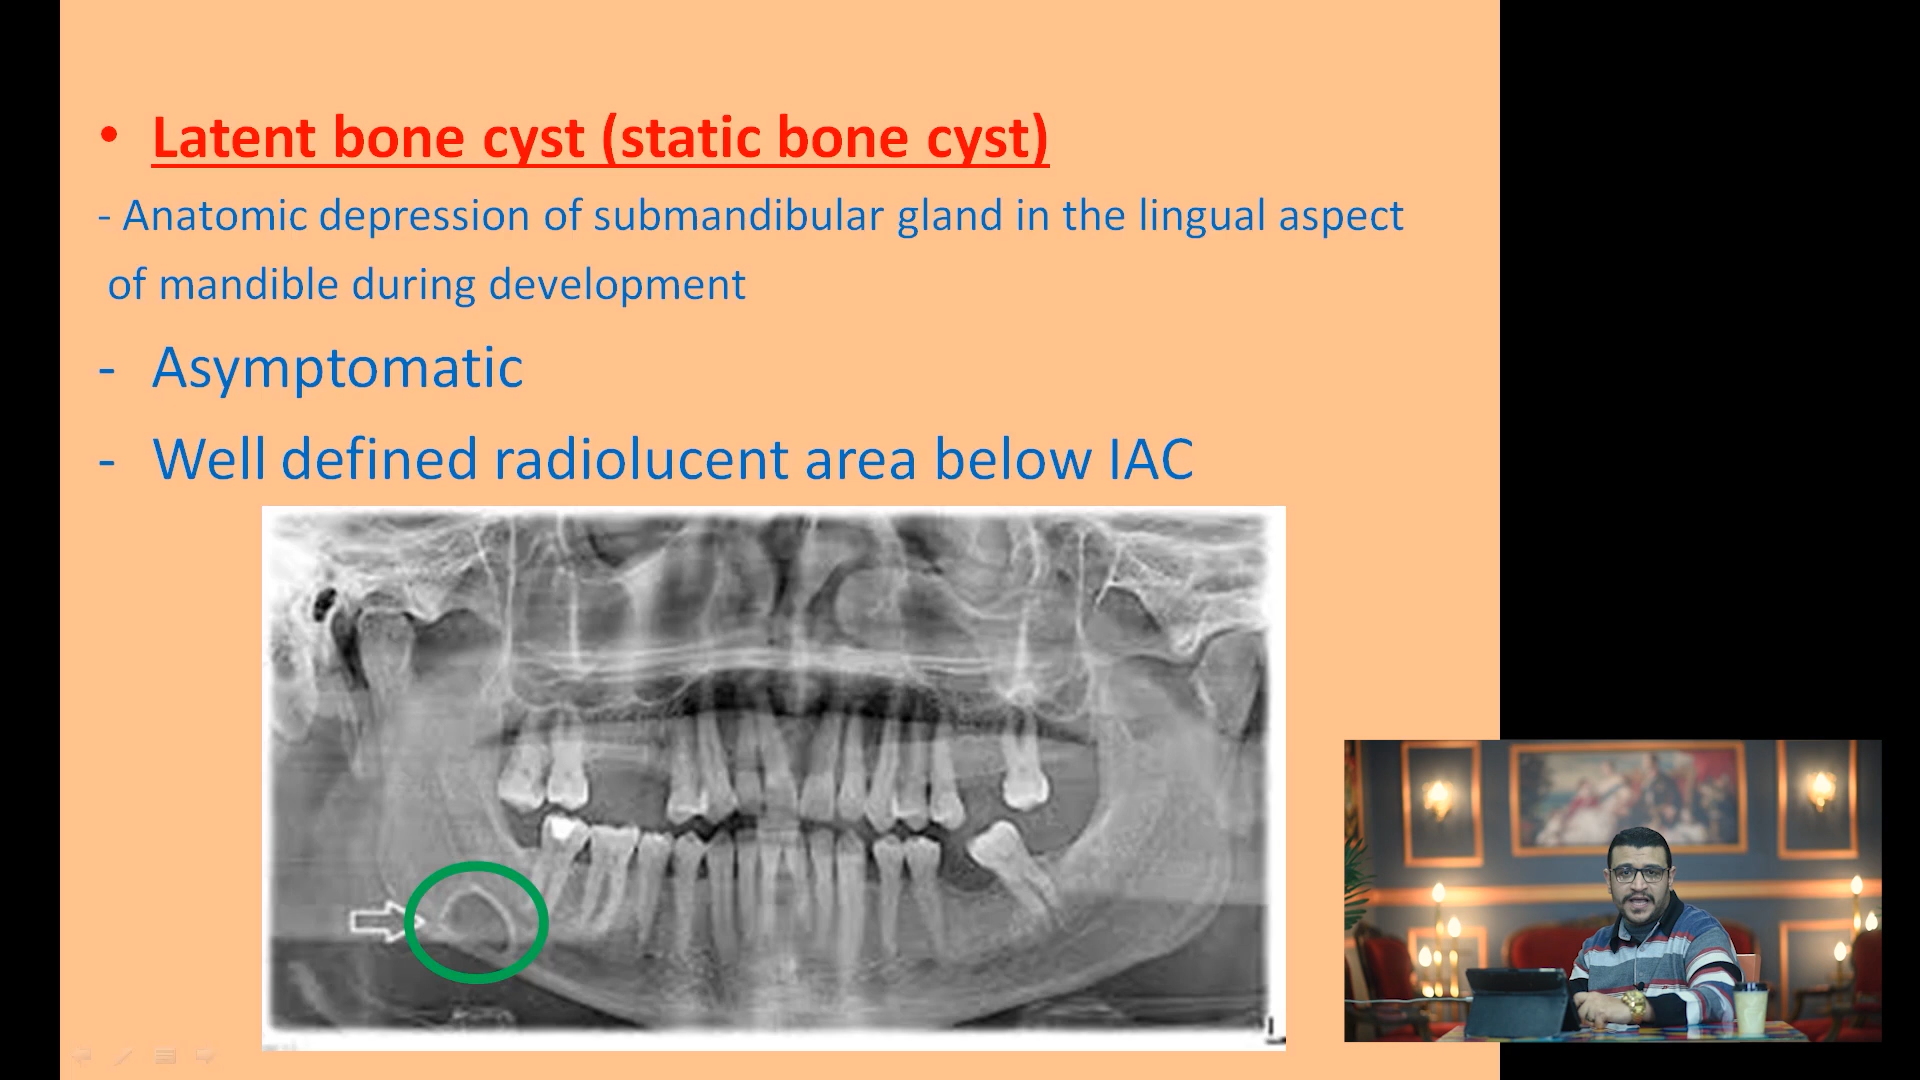 • Latent bone cyst (static bone cyst)
- Anatomic depression of submandibular gland in the lingual aspect
of mandible during development
- Asymptomatic
- Well defined radiolucent area below IAC
L